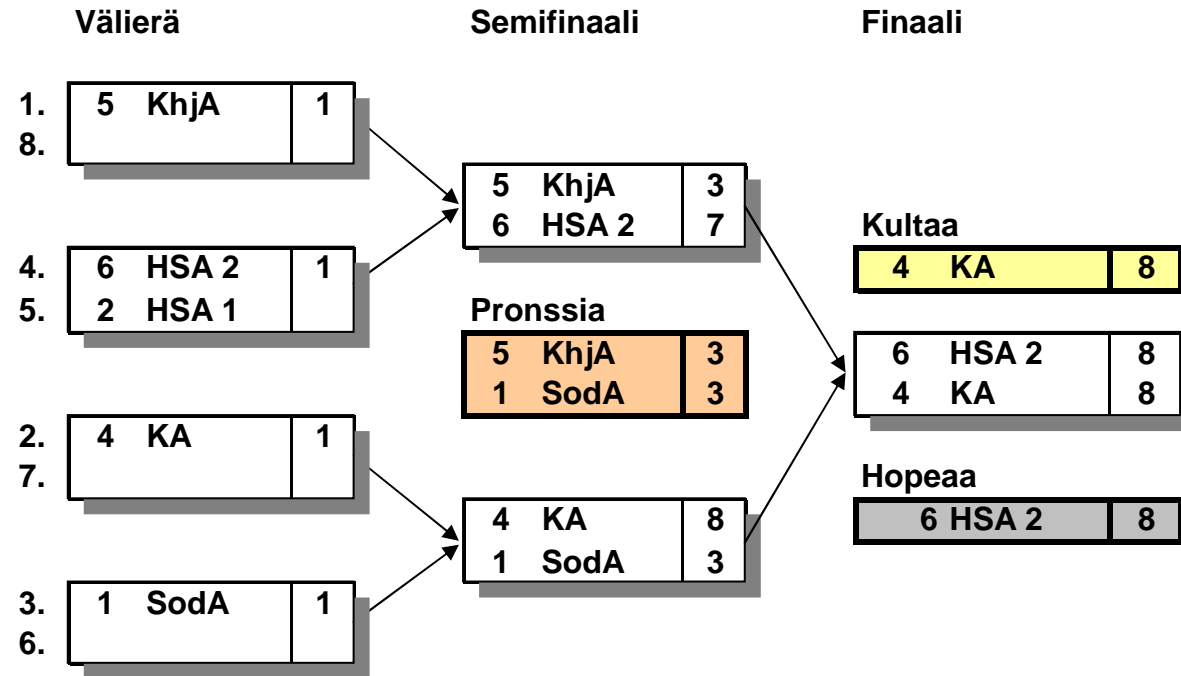 Välierä Semifinaali Finaali
1. 5 KhjA 1
8.
5 KhjA 3
6 HSA 2 7
Kultaa
4 KA 8
4. 6 HSA 2 1
5. 2 HSA 1
Pronssia
5 KhjA 3
1 SodA 3
6 HSA 2 8
4 KA 8
2. 4 KA 1
7.
Hopeaa
6 HSA 2 8
4 KA 8
1 SodA 3
3. 1 SodA 1
6.